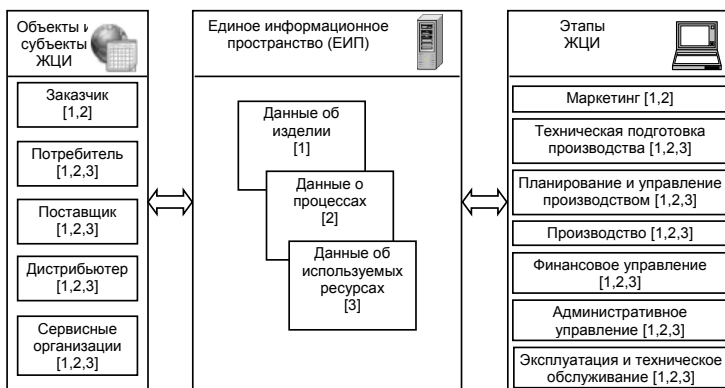 Объекты и
субъекты
ЖЦИ
Заказчик
[1,2]
Потребитель
[1,2,3]
Поставщик
[1,2,3]
Дистрибьютер
[1,2,3]
Сервисные
организации
[1,2,3]
Единое информационное
пространство (ЕИП)
Данные об
изделии
[1]
Данные о
процессах
[2]
Данные об
используемых
ресурсах
[3]
Этапы
ЖЦИ
Маркетинг [1,2]
Техническая подготовка
производства [1,2,3]
Планирование и управление
производством [1,2,3]
Производство [1,2,3]
Финансовое управление
[1,2,3]
Административное
управление [1,2,3]
Эксплуатация и техническое
обслуживание [1,2,3]